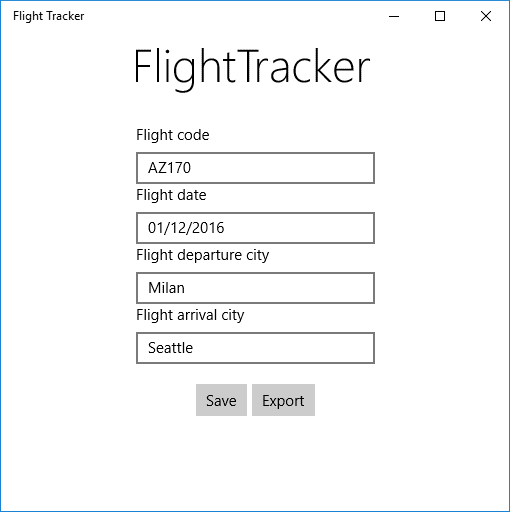 Flight Tracker
FlightTracker
Flight code
AZ170
Flight date
01/12/2016
Flight departure city
Milan
Flight arrival city
Seattle
Save Export